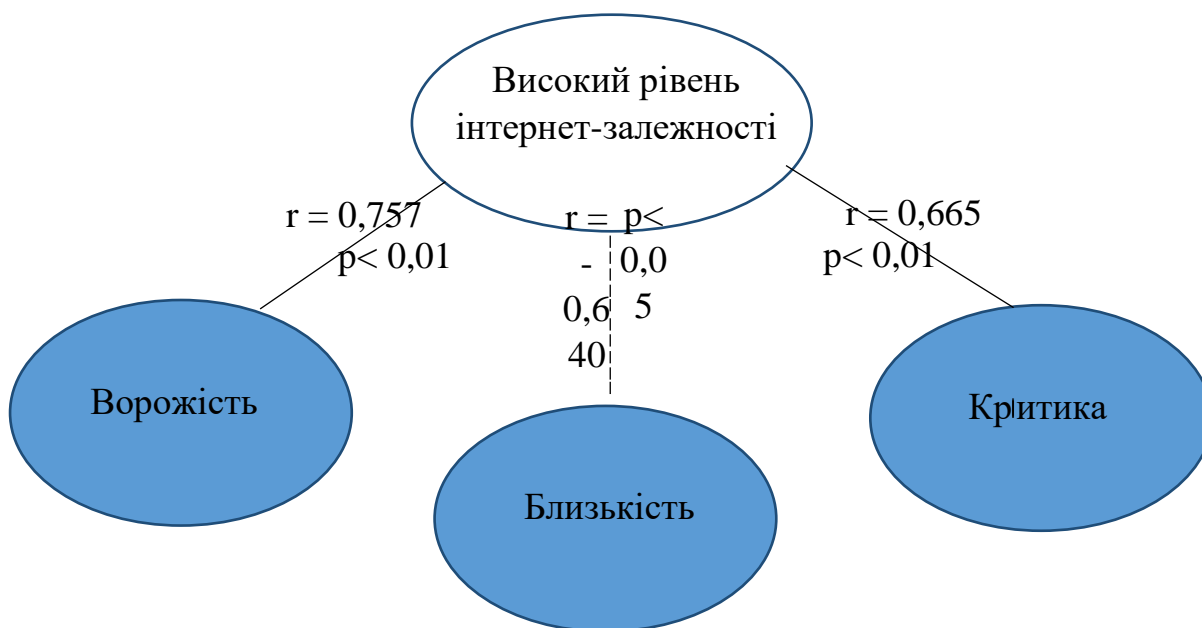 Високий рівень
інтернет-залежності
r = 0,757
p< 0,01
r =
-
0,6
40
p<
0,0
5
r = 0,665
p< 0,01
Ворожість
Близькість
Критика